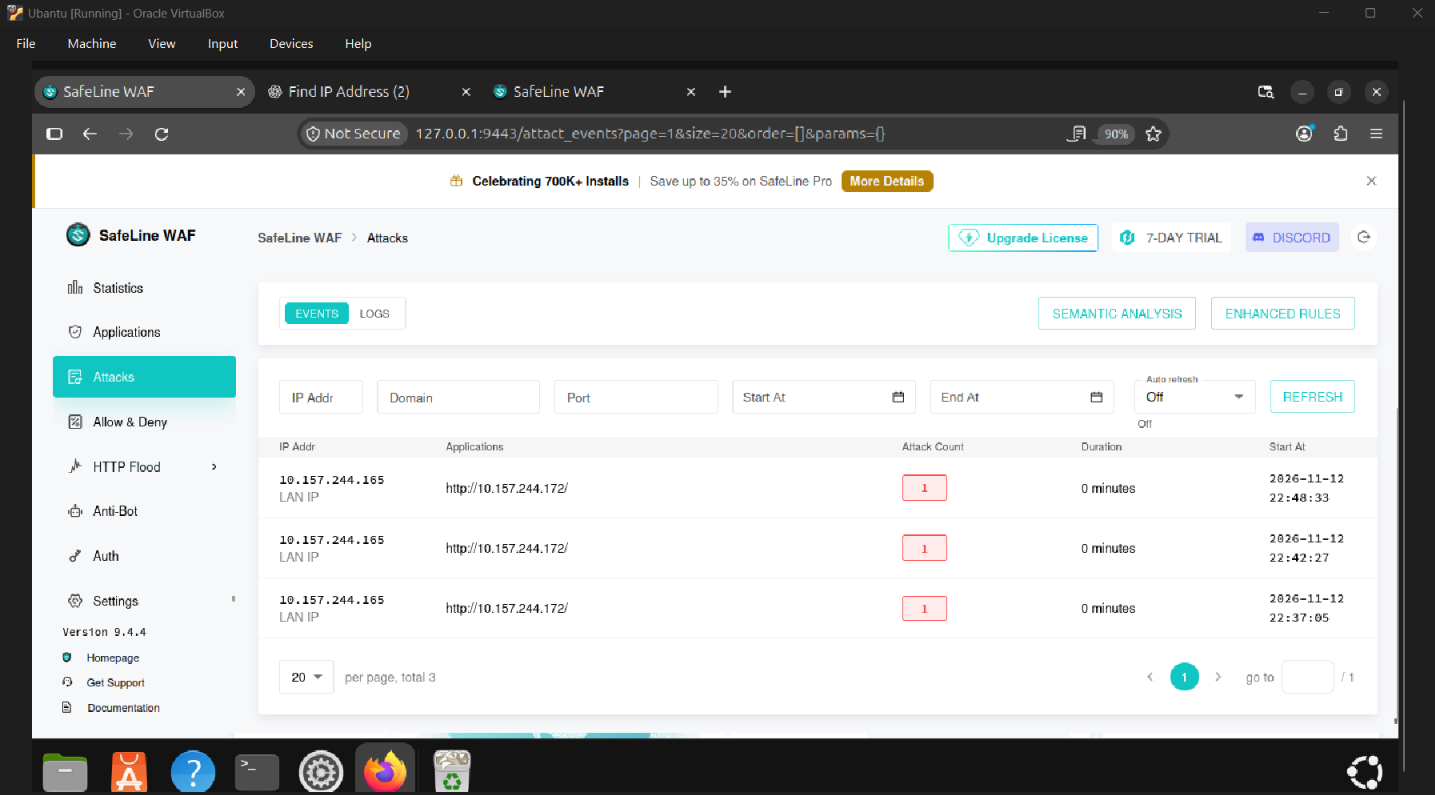 Ubantu [Running] - Oracle VirtualBox
File Machine View Input Devices Help
SafeLine WAF Find IP Address (2) SafeLine WAF
Not Secure 127.0.0.1:9443/attact_events?page=1&size=20&order=[]&params={} 90%
Celebrating 700K+ Installs | Save up to 35% on SafeLine Pro More Details
SafeLine WAF
SafeLine WAF > Attacks
Upgrade License 7-DAY TRIAL DISCORD
Statistics
Applications
Attacks
Allow & Deny
HTTP Flood
Anti-Bot
Auth
Settings
Version 9.4.4
Homepage
Get Support
Documentation
EVENTS LOGS SEMANTIC ANALYSIS ENHANCED RULES
Auto refresh
IP Addr Domain Port Start At End At Off REFRESH
Off
IP Addr Applications Attack Count Duration Start At
10.157.244.165 http://10.157.244.172/ 1 0 minutes 2026-11-12
LAN IP 22:48:33
10.157.244.165 http://10.157.244.172/ 1 0 minutes 2026-11-12
LAN IP 22:42:27
10.157.244.165 http://10.157.244.172/ 1 0 minutes 2026-11-12
LAN IP 22:37:05
20 per page, total 3 1 go to / 1